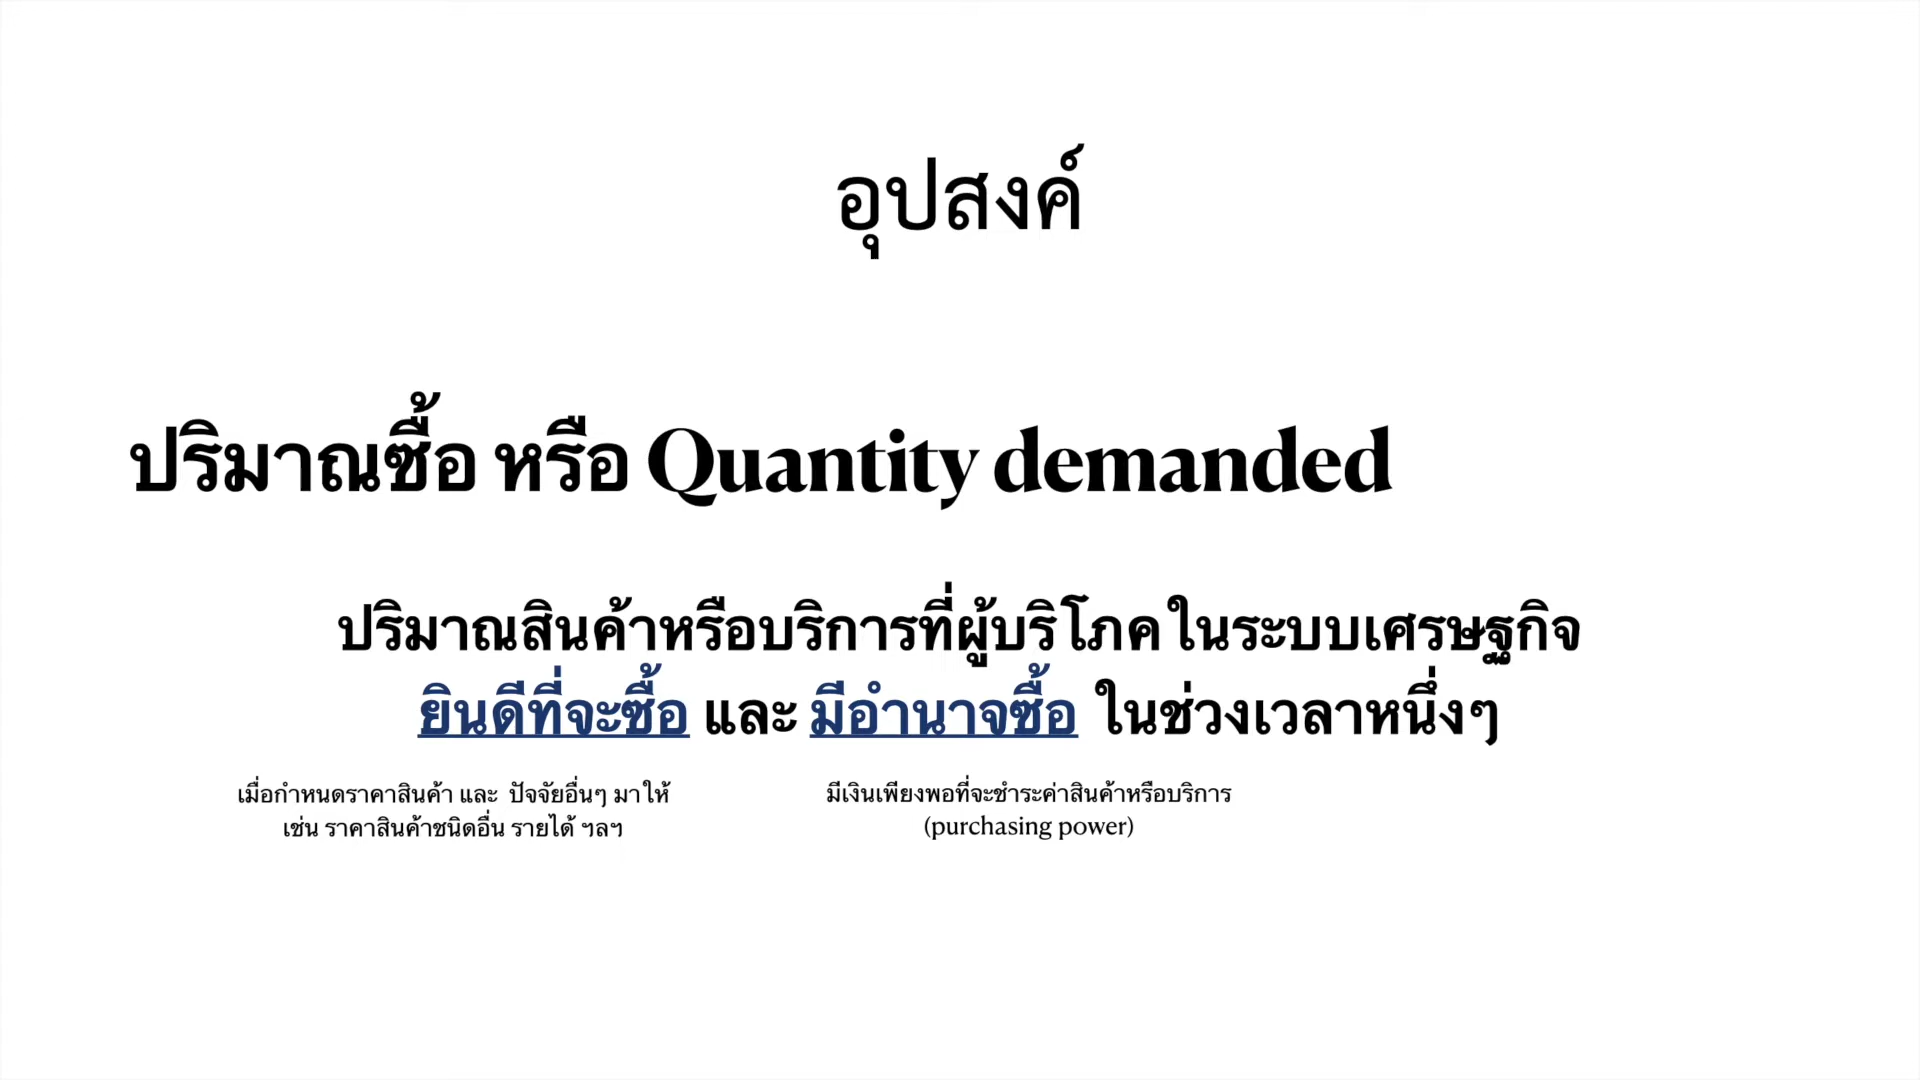 อุปสงค์
ปริมาณซื้อ หรือ Quantity demanded
ปริมาณสินค้าหรือบริการที่ผู้บริโภคในระบบเศรษฐกิจ
ยินดีที่จะซื้อ และ มีอำนาจซื้อ ในช่วงเวลาหนึ่งๆ
เมื่อกำหนดราคาสินค้า และ ปัจจัยอื่นๆ มาให้
เช่น ราคาสินค้าชนิดอื่น รายได้ ฯลฯ
มีเงินเพียงพอที่จะชำระค่าสินค้าหรือบริการ
(purchasing power)